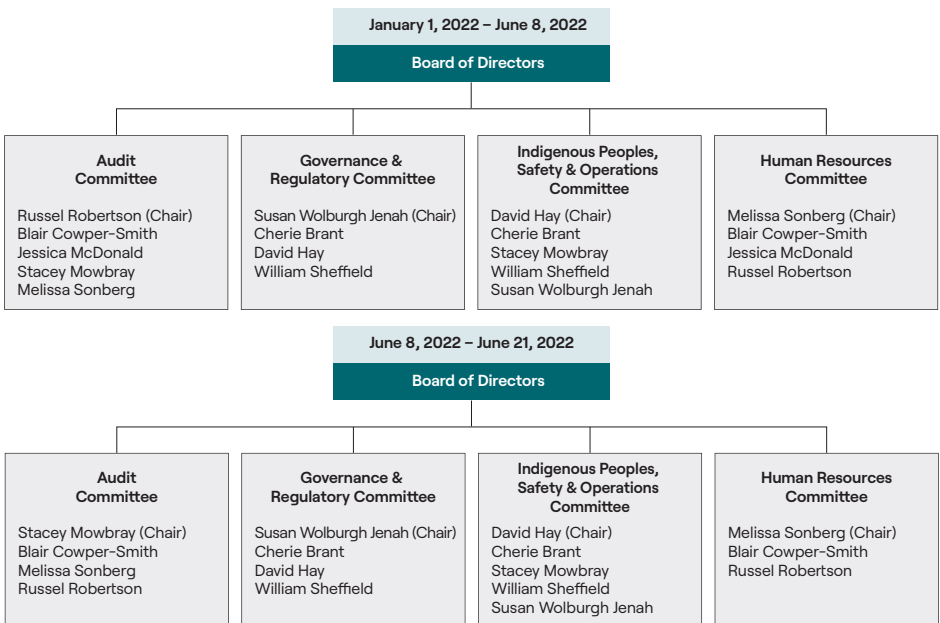 January 1, 2022 – June 8, 2022
Board of Directors
Audit
Committee
Russel Robertson (Chair)
Blair Cowper-Smith
Jessica McDonald
Stacey Mowbray
Melissa Sonberg
Governance &
Regulatory Committee
Susan Wolburgh Jenah (Chair)
Cherie Brant
David Hay
William Sheffield
Indigenous Peoples,
Safety & Operations
Committee
David Hay (Chair)
Cherie Brant
Stacey Mowbray
William Sheffield
Susan Wolburgh Jenah
Human Resources
Committee
Melissa Sonberg (Chair)
Blair Cowper-Smith
Jessica McDonald
Russel Robertson
June 8, 2022 – June 21, 2022
Board of Directors
Audit
Committee
Stacey Mowbray (Chair)
Blair Cowper-Smith
Melissa Sonberg
Russel Robertson
Governance &
Regulatory Committee
Susan Wolburgh Jenah (Chair)
Cherie Brant
David Hay
William Sheffield
Indigenous Peoples,
Safety & Operations
Committee
David Hay (Chair)
Cherie Brant
Stacey Mowbray
William Sheffield
Susan Wolburgh Jenah
Human Resources
Committee
Melissa Sonberg (Chair)
Blair Cowper-Smith
Russel Robertson